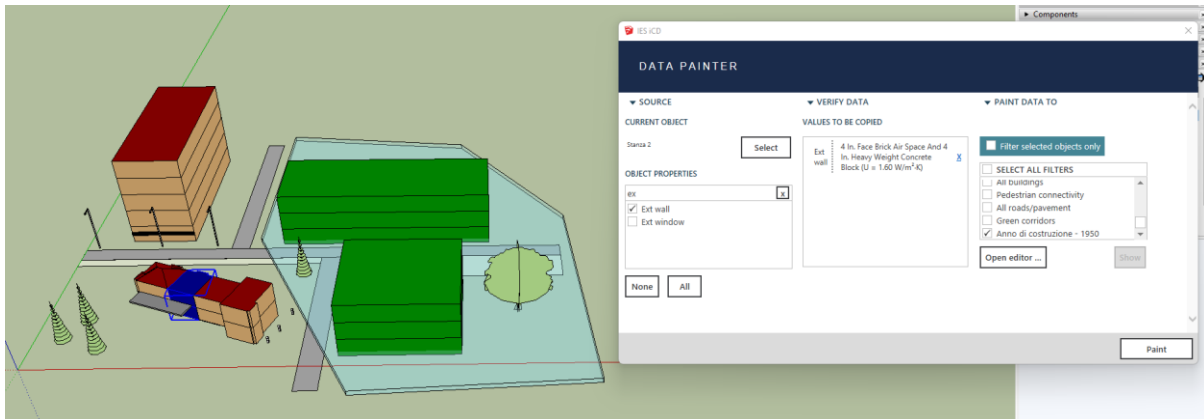 Components
IES iCD
DATA PAINTER
SOURCE
CURRENT OBJECT
Stanza 2
Select
OBJECT PROPERTIES
ex
x
Ext wall
Ext window
None
All
VERIFY DATA
VALUES TO BE COPIED
Ext
wall
4 In. Face Brick Air Space And 4
In. Heavy Weight Concrete
Block (U = 1.60 W/m²·K)
X
PAINT DATA TO
Filter selected objects only
SELECT ALL FILTERS
All buildings
Pedestrian connectivity
All roads/pavement
Green corridors
Anno di costruzione - 1950
Open editor ...
Show
Paint